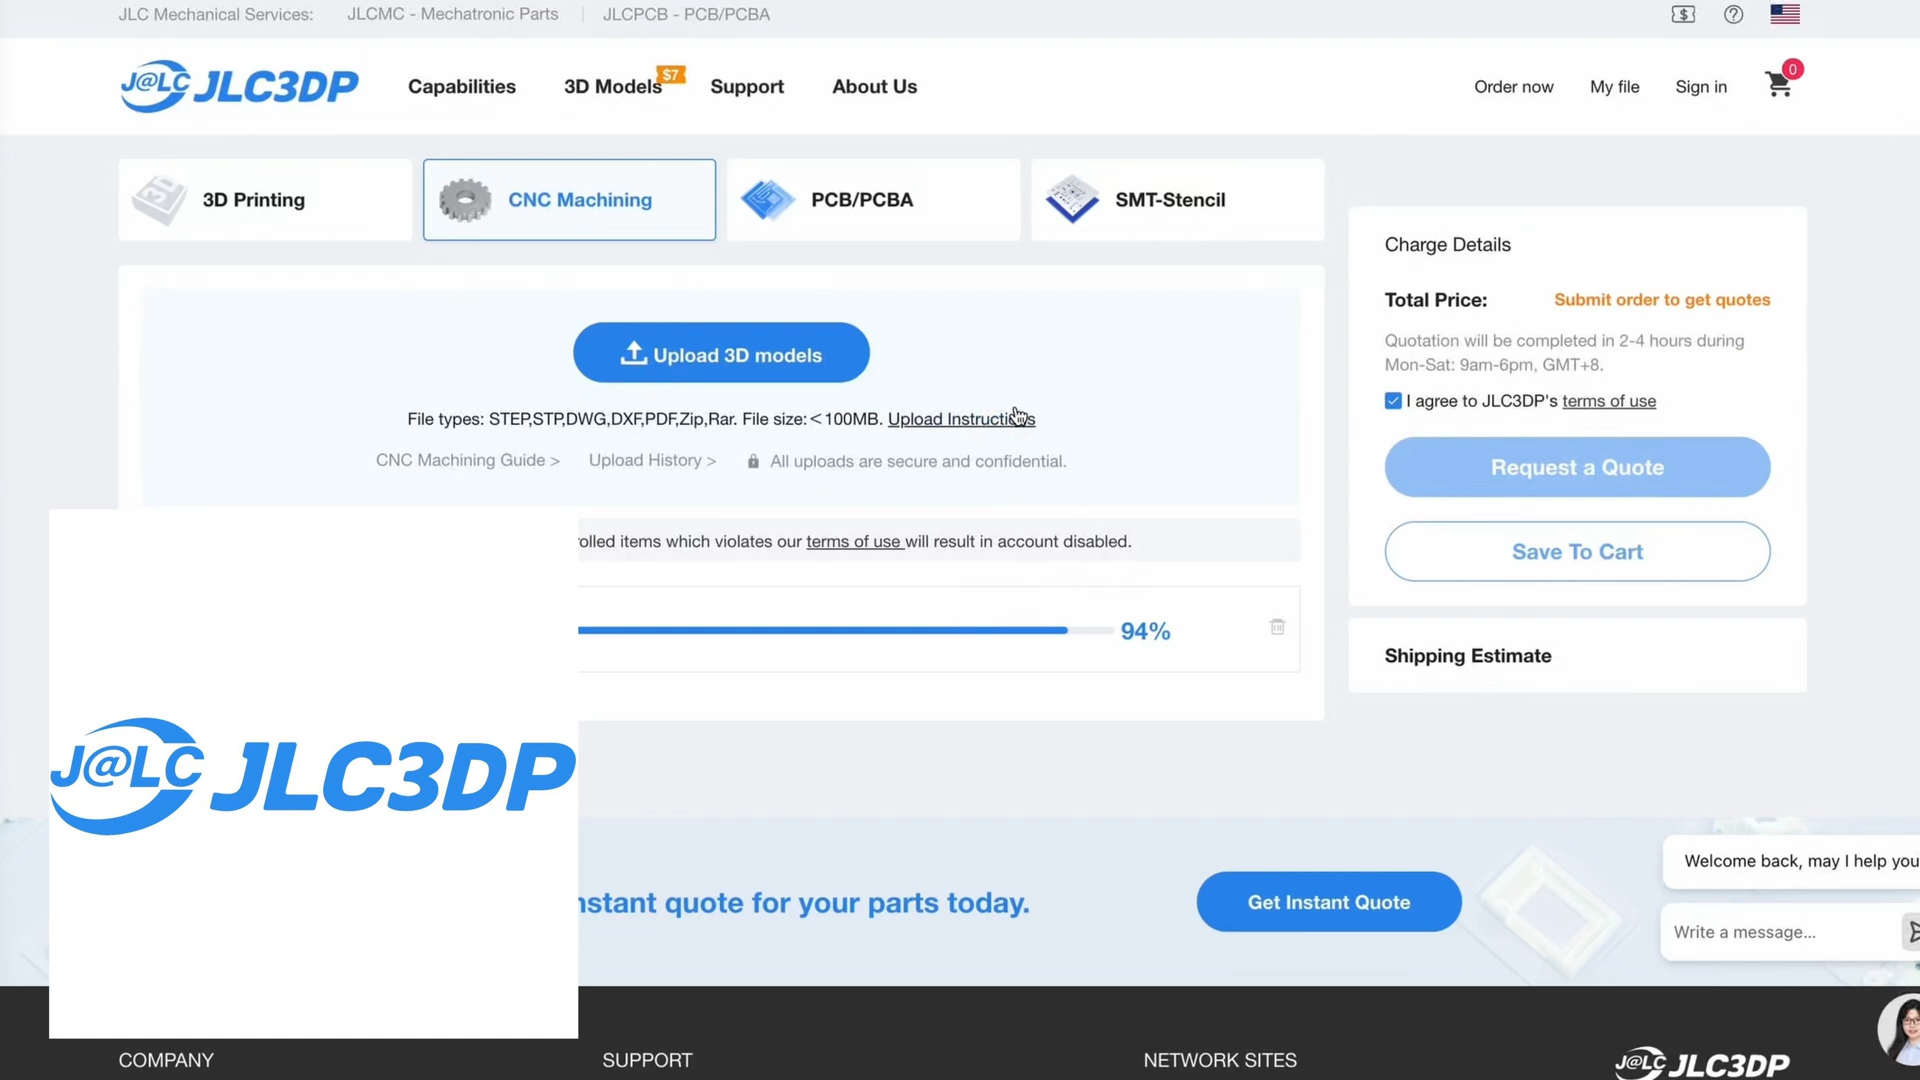 JLC Mechanical Services: JLCMC - Mechatronic Parts JLCPCB - PCB/PCBA
J@LC JLC3DP Capabilities 3D Models $7 Support About Us Order now My file Sign in 0
3D Printing CNC Machining PCB/PCBA SMT-Stencil
Upload 3D models
File types: STEP,STP,DWG,DXF,PDF,Zip,Rar. File size:<100MB. Upload Instructions
CNC Machining Guide > Upload History > All uploads are secure and confidential.
rolled items which violates our terms of use will result in account disabled.
94%
Charge Details
Total Price: Submit order to get quotes
Quotation will be completed in 2-4 hours during
Mon-Sat: 9am-6pm, GMT+8.
I agree to JLC3DP's terms of use
Request a Quote
Save To Cart
Shipping Estimate
J@LC JLC3DP
nstant quote for your parts today. Get Instant Quote
Welcome back, may I help you
Write a message...
COMPANY SUPPORT NETWORK SITES J@LC JLC3DP